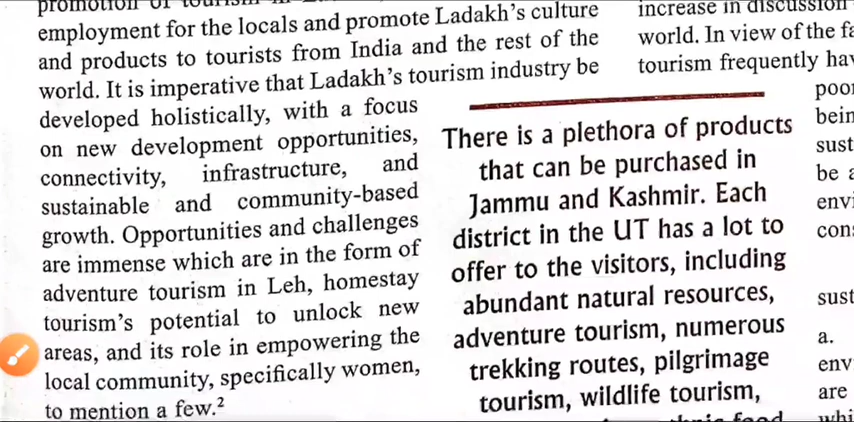 employment for the locals and promote Ladakh's culture
and products to tourists from India and the rest of the
world. It is imperative that Ladakh's tourism industry be
developed holistically, with a focus
on new development opportunities,
connectivity, infrastructure, and
sustainable and community-based
growth. Opportunities and challenges
are immense which are in the form of
adventure tourism in Leh, homestay
tourism's potential to unlock new
areas, and its role in empowering the
local community, specifically women,
to mention a few.²
There is a plethora of products
that can be purchased in
Jammu and Kashmir. Each
district in the UT has a lot to
offer to the visitors, including
abundant natural resources,
adventure tourism, numerous
trekking routes, pilgrimage
tourism, wildlife tourism,
increase in discussion
world. In view of the
tourism frequently
be
a.
are